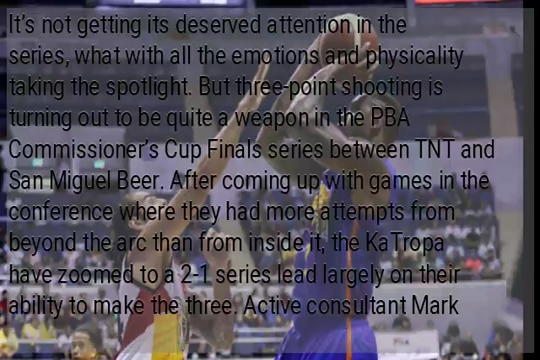 It's not getting its deserved attention in the
series, what with all the emotions and physicality
taking the spotlight. But three-point shooting is
turning out to be quite a weapon in the PBA
Commissioner's Cup Finals series between TNT and
San Miguel Beer. After coming up with games in the
conference where they had more attempts from
beyond the arc than from inside it, the KaTropa
have zoomed to a 2-1 series lead largely on their
ability to make the three. Active consultant Mark